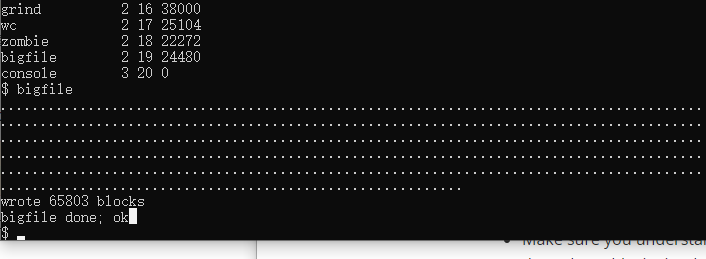 grind 2 16 38000
wc 2 17 25104
zombie 2 18 22272
bigfile 2 19 24480
console 3 20 0
$ bigfile
........................................................................................
........................................................................................
........................................................................................
........................................................................................
........................................................................................
..........................................................
wrote 65803 blocks
bigfile done; ok
$
• Make sure you understa